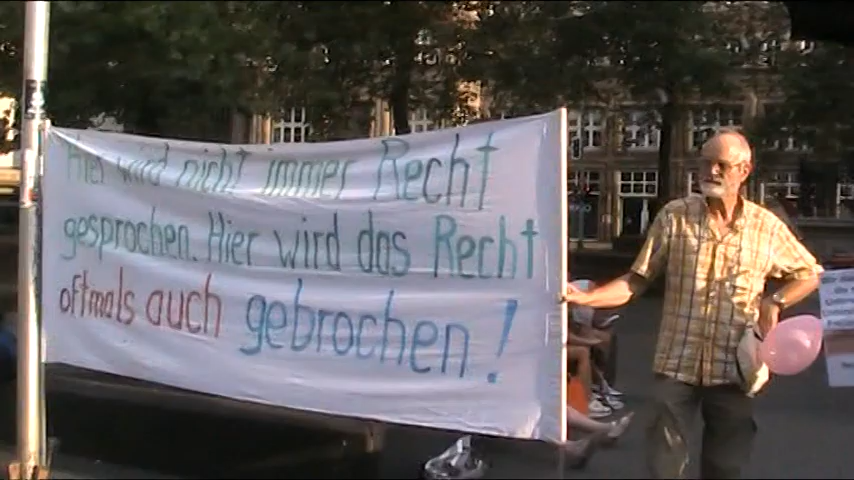 Hier wird nicht immer Recht
gesprochen. Hier wird das Recht
oftmals auch gebrochen!